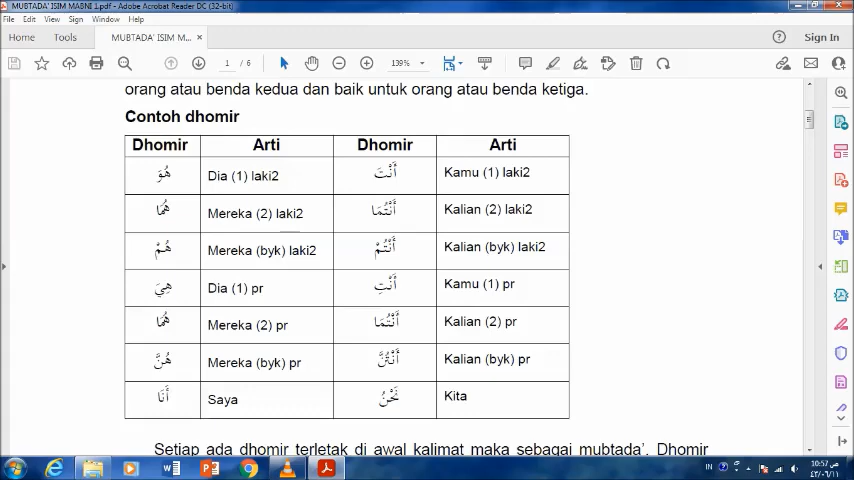 MUBTADA' ISIM MABNI 1.pdf - Adobe Acrobat Reader DC (32-bit)
File Edit View Sign Window Help
Home Tools MUBTADA' ISIM M... × Sign In
1 / 6 139%
orang atau benda kedua dan baik untuk orang atau benda ketiga.
Contoh dhomir
Dhomir Arti Dhomir Arti
هُوَ Dia (1) laki2 أَنْتَ Kamu (1) laki2
هُمَا Mereka (2) laki2 أَنْتُمَا Kalian (2) laki2
هُمْ Mereka (byk) laki2 أَنْتُمْ Kalian (byk) laki2
هِيَ Dia (1) pr أَنْتِ Kamu (1) pr
هُمَا Mereka (2) pr أَنْتُمَا Kalian (2) pr
هُنَّ Mereka (byk) pr أَنْتُنَّ Kalian (byk) pr
أَنَا Saya نَحْنُ Kita
Setiap ada dhomir terletak di awal kalimat maka sebagai mubtada'. Dhomir
IN 10:57 ص
٤٣/٠٦/١١